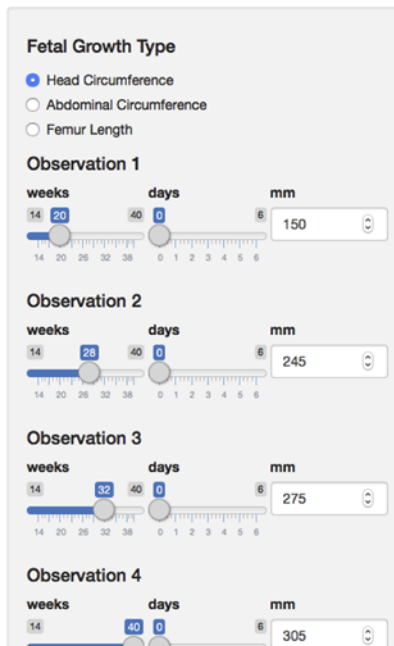 Fetal Growth Type
Head Circumference
Abdominal Circumference
Femur Length
Observation 1
weeks days mm
14 20 40 0 6 150
14 20 26 32 38 0 1 2 3 4 5 6
Observation 2
weeks days mm
14 28 40 0 6 245
14 20 26 32 38 0 1 2 3 4 5 6
Observation 3
weeks days mm
14 32 40 0 6 275
14 20 26 32 38 0 1 2 3 4 5 6
Observation 4
weeks days mm
14 40 0 6 305